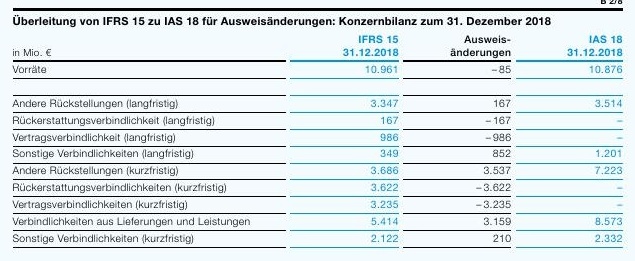 B 2/8
Überleitung von IFRS 15 zu IAS 18 für Ausweisänderungen: Konzernbilanz zum 31. Dezember 2018
IFRS 15 Ausweis- IAS 18
in Mio. € 31.12.2018 änderungen 31.12.2018
Vorräte 10.961 –85 10.876
Andere Rückstellungen (langfristig) 3.347 167 3.514
Rückerstattungsverbindlichkeit (langfristig) 167 –167 –
Vertragsverbindlichkeit (langfristig) 986 –986 –
Sonstige Verbindlichkeiten (langfristig) 349 852 1.201
Andere Rückstellungen (kurzfristig) 3.686 3.537 7.223
Rückerstattungsverbindlichkeiten (kurzfristig) 3.622 –3.622 –
Vertragsverbindlichkeiten (kurzfristig) 3.235 –3.235 –
Verbindlichkeiten aus Lieferungen und Leistungen 5.414 3.159 8.573
Sonstige Verbindlichkeiten (kurzfristig) 2.122 210 2.332